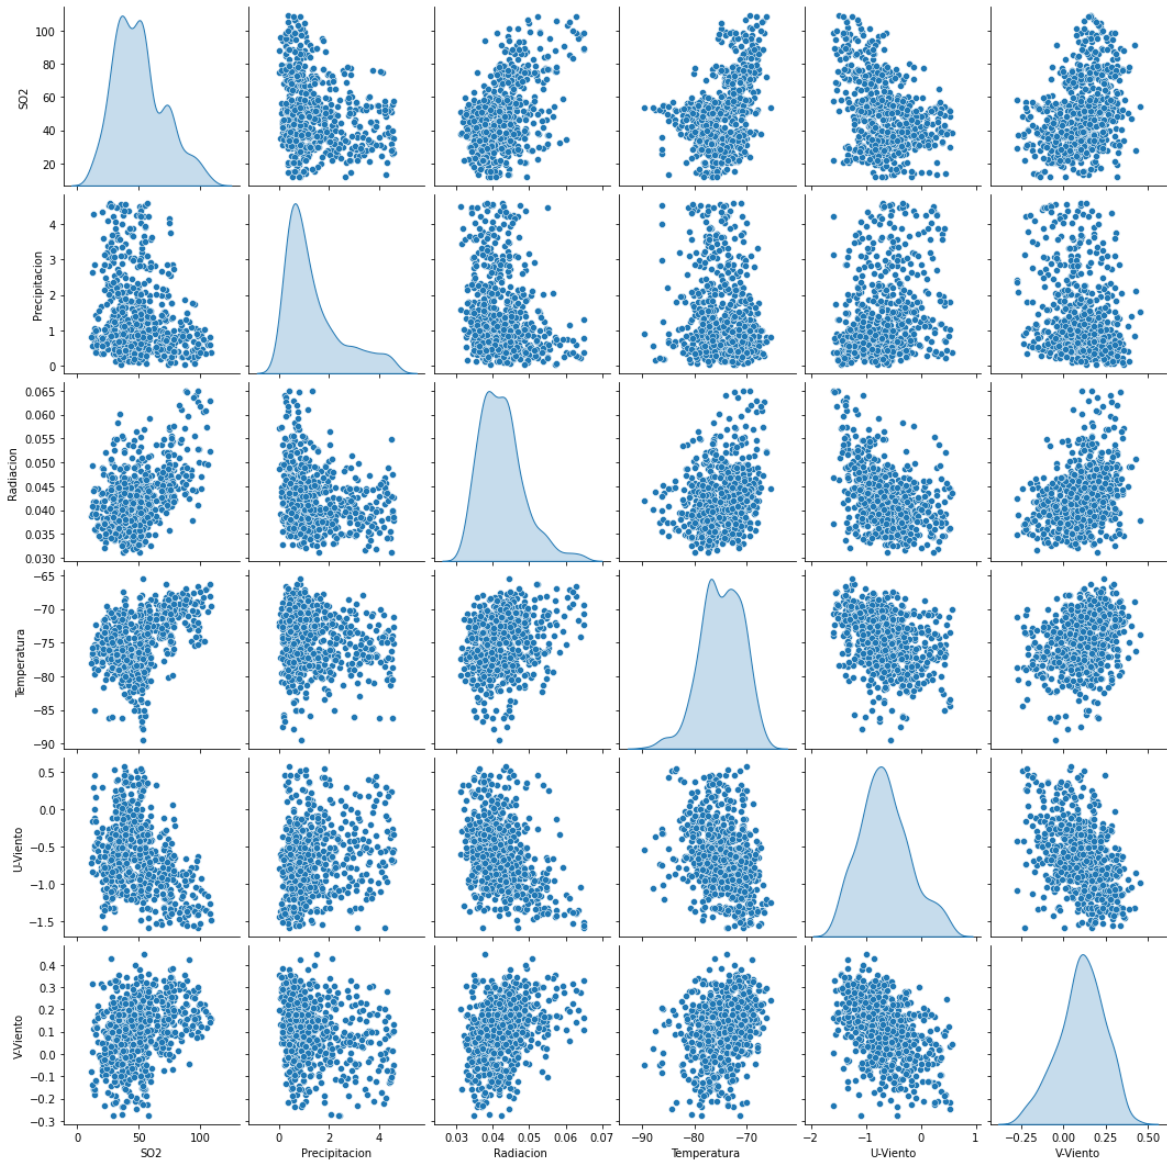 100
80
60
40
20
SO2
4
3
2
1
0
Precipitacion
0.065
0.060
0.055
0.050
0.045
0.040
0.035
0.030
Radiacion
−65
−70
−75
−80
−85
−90
Temperatura
0.5
0.0
−0.5
−1.0
−1.5
U-Viento
0.4
0.3
0.2
0.1
0.0
−0.1
−0.2
−0.3
V-Viento
0 50 100
SO2
0 2 4
Precipitacion
0.03 0.04 0.05 0.06 0.07
Radiacion
−90 −80 −70
Temperatura
−2 −1 0 1
U-Viento
−0.25 0.00 0.25 0.50
V-Viento